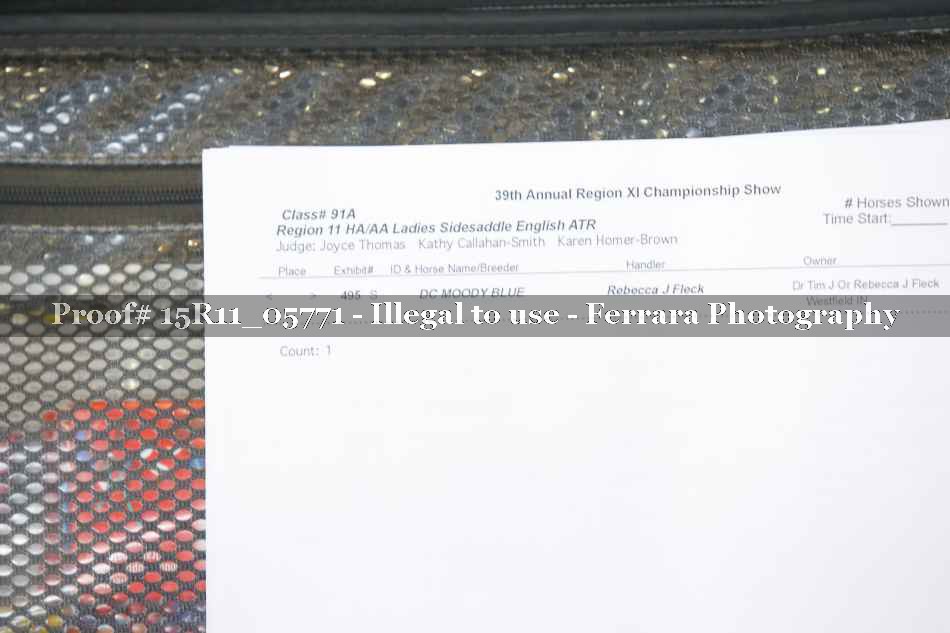 39th Annual Region XI Championship Show
# Horses Shown
Class# 91A
Time Start:
Region 11 HA/AA Ladies Sidesaddle English ATR
Judge: Joyce Thomas Kathy Callahan-Smith Karen Homer-Brown
Place Exhibit# ID & Horse Name/Breeder Handler Owner
< > 495 S DC MOODY BLUE Rebecca J Fleck Dr Tim J Or Rebecca J Fleck
Westfield IN
Proof# 15R11_05771 - Illegal to use - Ferrara Photography
Count: 1